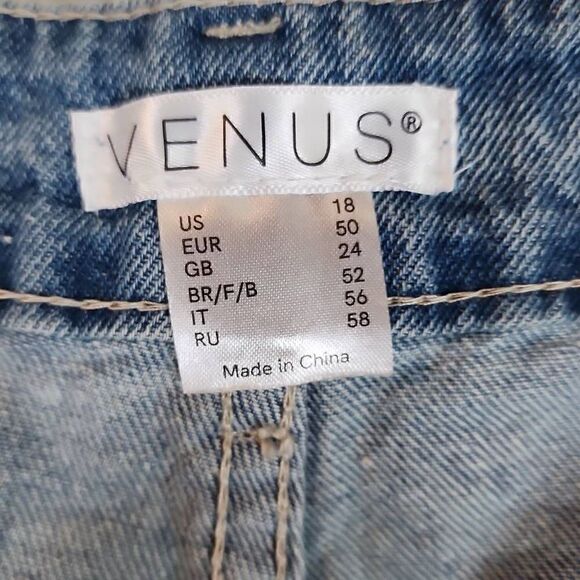 VENUS®
US 18
EUR 50
GB 24
BR/F/B 52
IT 56
RU 58
Made in China